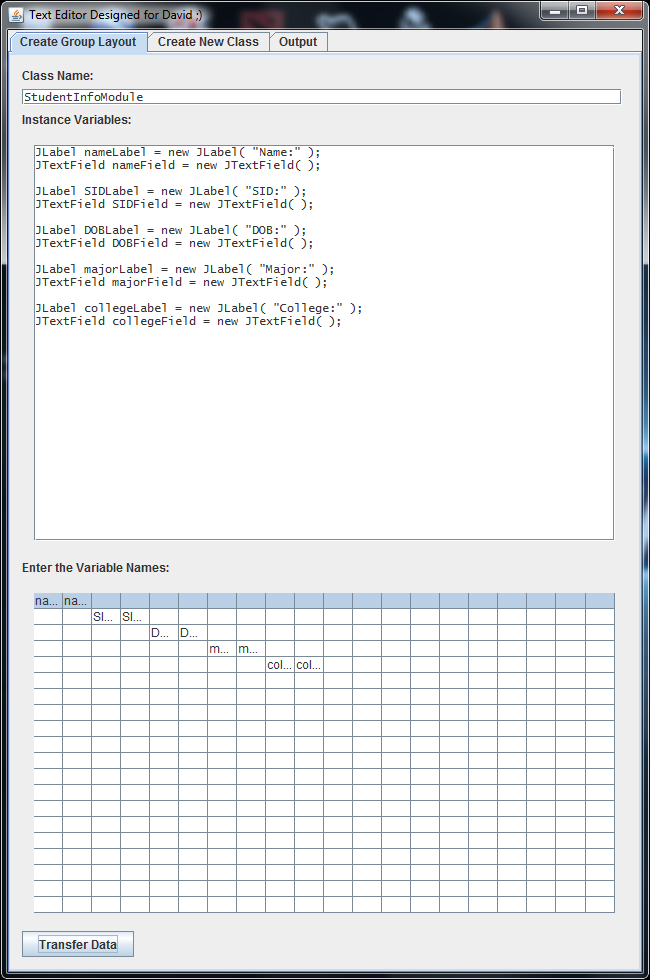 Text Editor Designed for David ;)
Create Group Layout Create New Class Output
Class Name:
StudentInfoModule
Instance Variables:
JLabel nameLabel = new JLabel( "Name:" );
JTextField nameField = new JTextField( );
JLabel SIDLabel = new JLabel( "SID:" );
JTextField SIDField = new JTextField( );
JLabel DOBLabel = new JLabel( "DOB:" );
JTextField DOBField = new JTextField( );
JLabel majorLabel = new JLabel( "Major:" );
JTextField majorField = new JTextField( );
JLabel collegeLabel = new JLabel( "College:" );
JTextField collegeField = new JTextField( );
Enter the Variable Names:
na... na...
SI... SI...
D... D...
m... m...
col... col...
Transfer Data